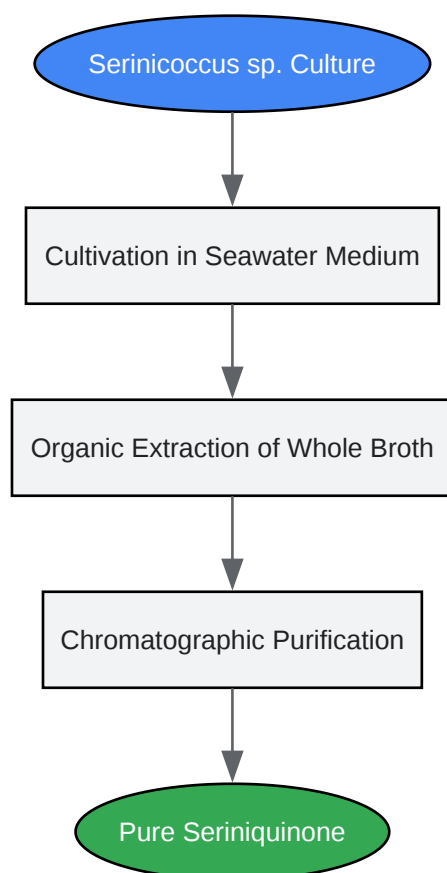 Serinicoccus sp. Culture
Cultivation in Seawater Medium
Organic Extraction of Whole Broth
Chromatographic Purification
Pure Seriniquinone